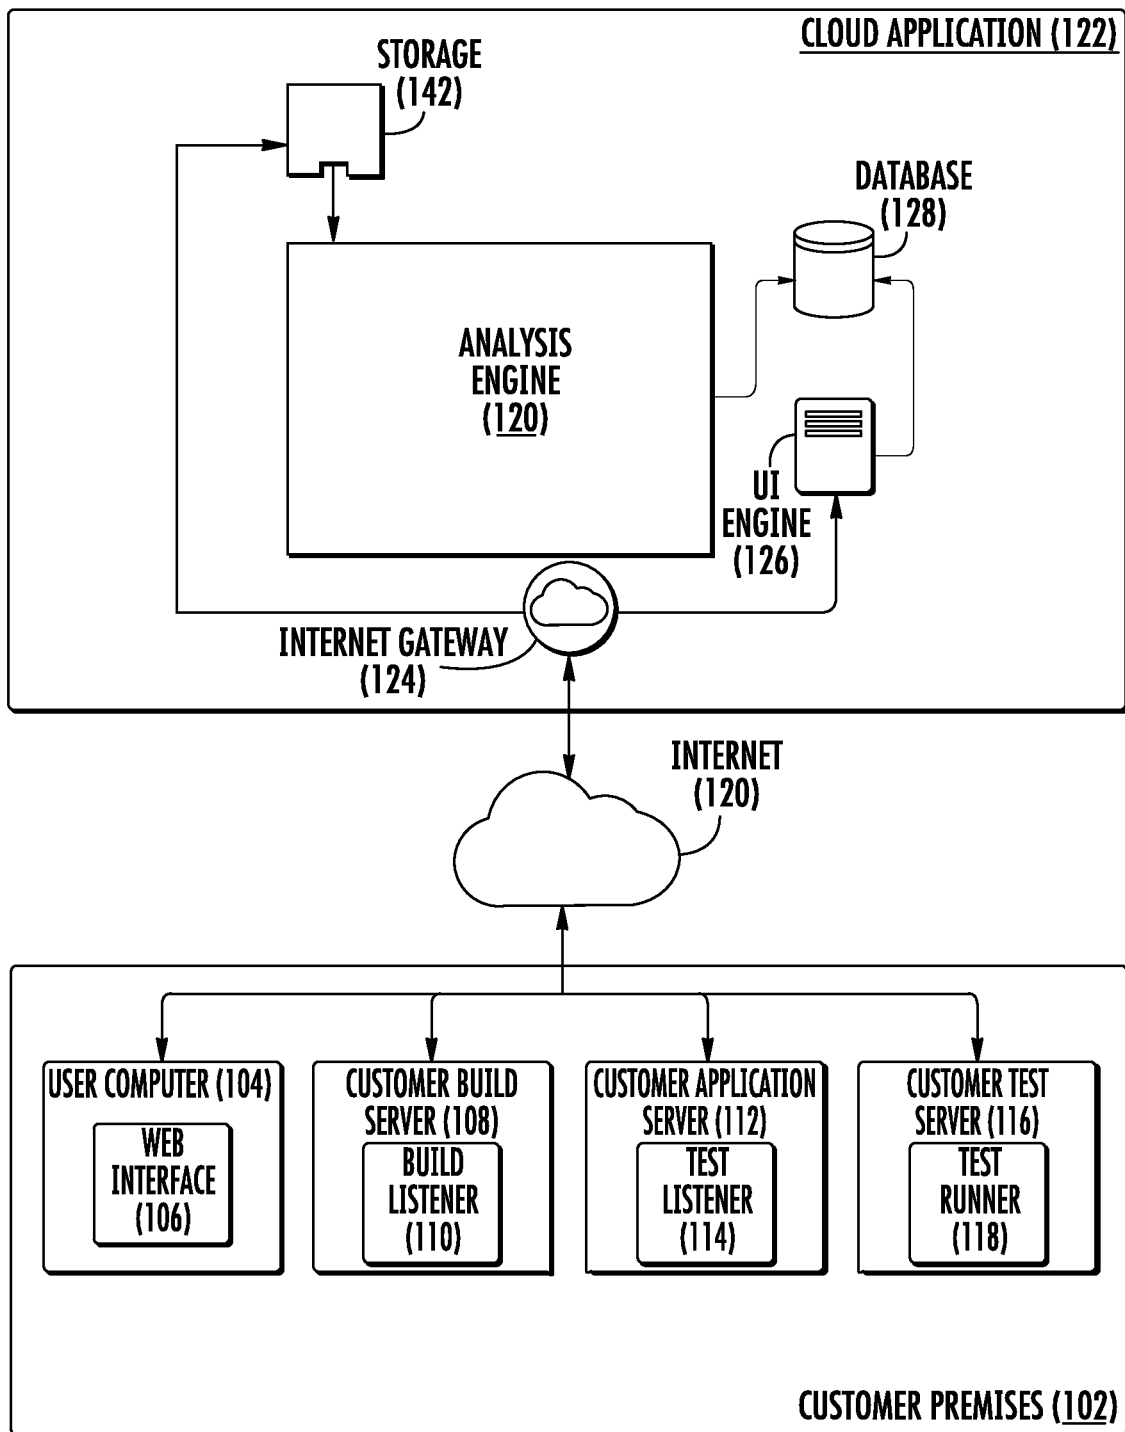 CLOUD APPLICATION (122)
STORAGE
(142)
DATABASE
(128)
ANALYSIS
ENGINE
(120)
UI
ENGINE
(126)
INTERNET GATEWAY
(124)
INTERNET
(120)
USER COMPUTER (104)
WEB
INTERFACE
(106)
CUSTOMER BUILD
SERVER (108)
BUILD
LISTENER
(110)
CUSTOMER APPLICATION
SERVER (112)
TEST
LISTENER
(114)
CUSTOMER TEST
SERVER (116)
TEST
RUNNER
(118)
CUSTOMER PREMISES (102)